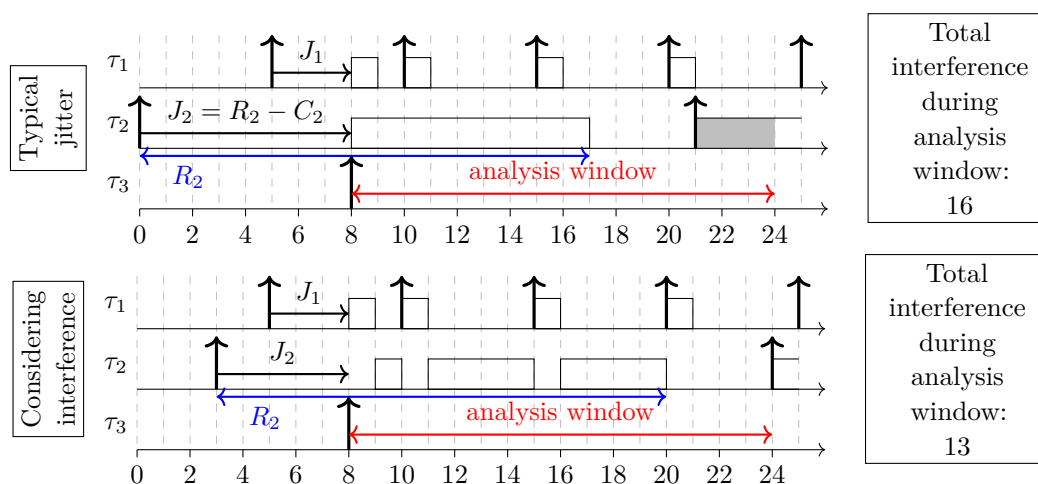 Typical
jitter
τ1
J1
τ2
J2 = R2 − C2
R2
analysis window
τ3
0 2 4 6 8 10 12 14 16 18 20 22 24
Total
interference
during
analysis
window:
16
Considering
interference
τ1
J1
τ2
J2
R2
analysis window
τ3
0 2 4 6 8 10 12 14 16 18 20 22 24
Total
interference
during
analysis
window:
13